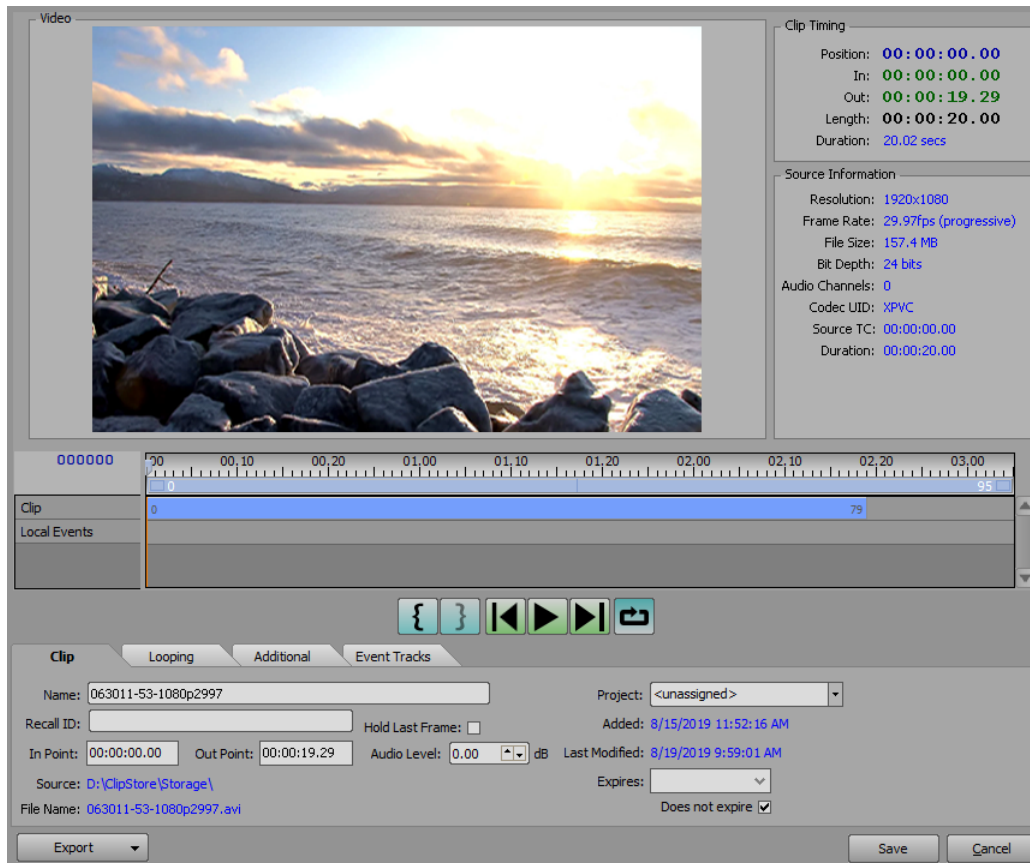 Video
Clip Timing
Position: 00:00:00.00
In: 00:00:00.00
Out: 00:00:19.29
Length: 00:00:20.00
Duration: 20.02 secs
Source Information
Resolution: 1920x1080
Frame Rate: 29.97fps (progressive)
File Size: 157.4 MB
Bit Depth: 24 bits
Audio Channels: 0
Codec UID: XPVC
Source TC: 00:00:00.00
Duration: 00:00:20.00
000000 00 00,10 00,20 01,00 01,10 01,20 02,00 02,10 02,20 03,00
0 95
Clip 0 79
Local Events
Clip Looping Additional Event Tracks
Name: 063011-53-1080p2997
Project: <unassigned>
Recall ID: Hold Last Frame:
Added: 8/15/2019 11:52:16 AM
In Point: 00:00:00.00 Out Point: 00:00:19.29 Audio Level: 0.00 dB
Last Modified: 8/19/2019 9:59:01 AM
Source: D:\ClipStore\Storage\
Expires:
File Name: 063011-53-1080p2997.avi
Does not expire
Export Save Cancel